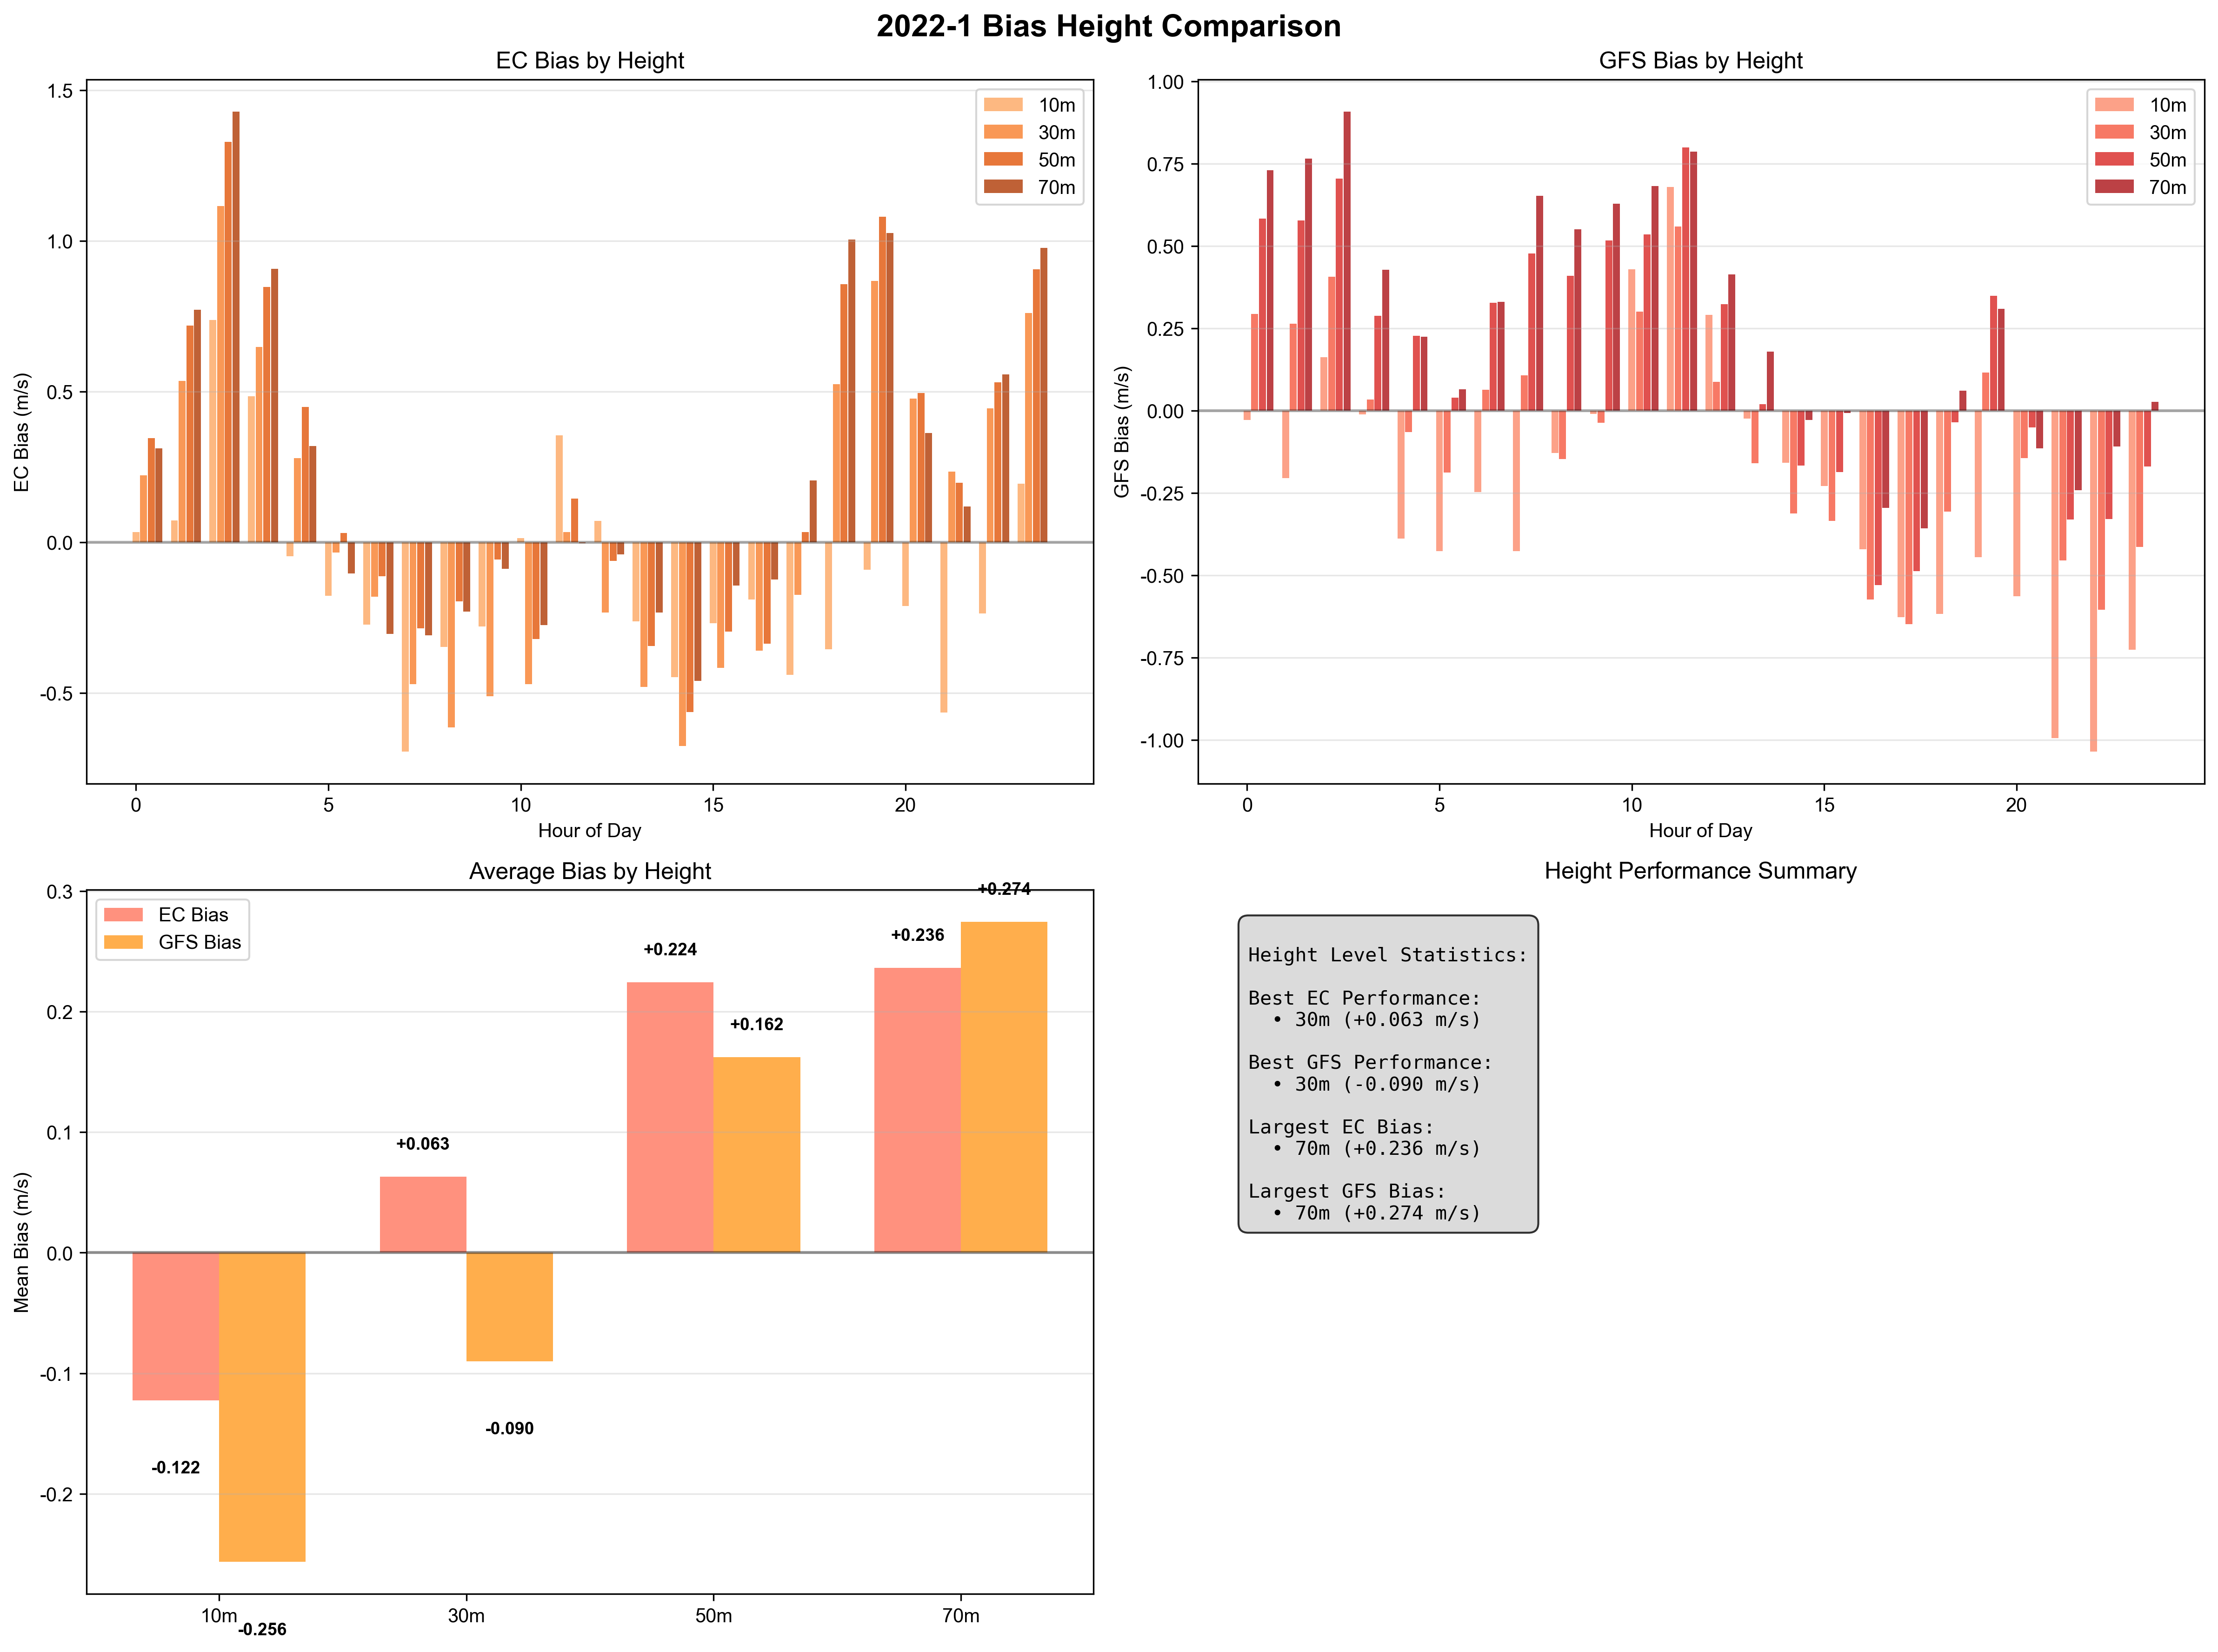 2022-1 Bias Height Comparison
EC Bias by Height
1.5
1.0
0.5
0.0
-0.5
EC Bias (m/s)
10m
30m
50m
70m
0
5
10
15
20
Hour of Day
GFS Bias by Height
1.00
0.75
0.50
0.25
0.00
-0.25
-0.50
-0.75
-1.00
GFS Bias (m/s)
10m
30m
50m
70m
0
5
10
15
20
Hour of Day
Average Bias by Height
0.3
0.2
0.1
0.0
-0.1
-0.2
Mean Bias (m/s)
EC Bias
GFS Bias
-0.122
-0.256
+0.063
-0.090
+0.224
+0.162
+0.236
+0.274
10m
30m
50m
70m
Height Performance Summary
Height Level Statistics:
Best EC Performance:
• 30m (+0.063 m/s)
Best GFS Performance:
• 30m (-0.090 m/s)
Largest EC Bias:
• 70m (+0.236 m/s)
Largest GFS Bias:
• 70m (+0.274 m/s)